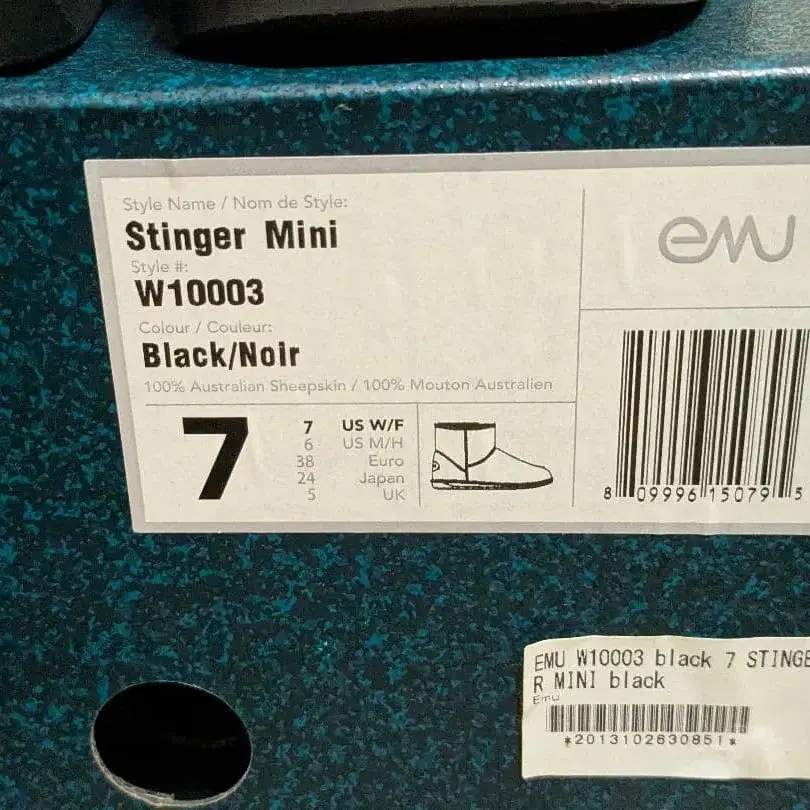 Style Name / Nom de Style:
Stinger Mini
Style #:
W10003
Colour / Couleur:
Black/Noir
100% Australian Sheepskin / 100% Mouton Australien
7
7 US W/F
6 US M/H
38 Euro
24 Japan
5 UK
emu
8 09996 15079 5
EMU W10003 black 7 STINGE
R MINI black
Emu
*2013102630851*